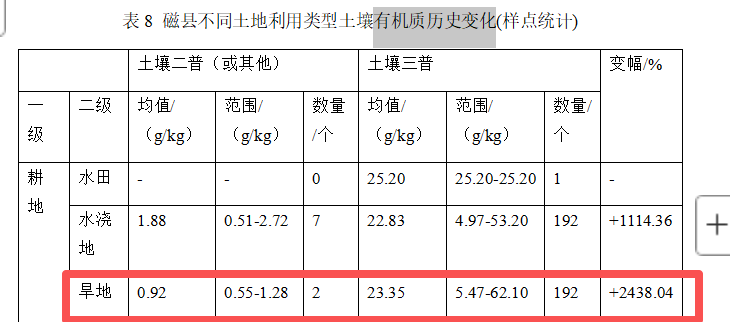 表 8 磁县不同土地利用类型土壤有机质历史变化(样点统计)
土壤二普（或其他） 土壤三普 变幅/%
一级 二级 均值/（g/kg） 范围/（g/kg） 数量/个 均值/（g/kg） 范围/（g/kg） 数量/个
耕地 水田 - - 0 25.20 25.20-25.20 1 -
水浇地 1.88 0.51-2.72 7 22.83 4.97-53.20 192 +1114.36
旱地 0.92 0.55-1.28 2 23.35 5.47-62.10 192 +2438.04